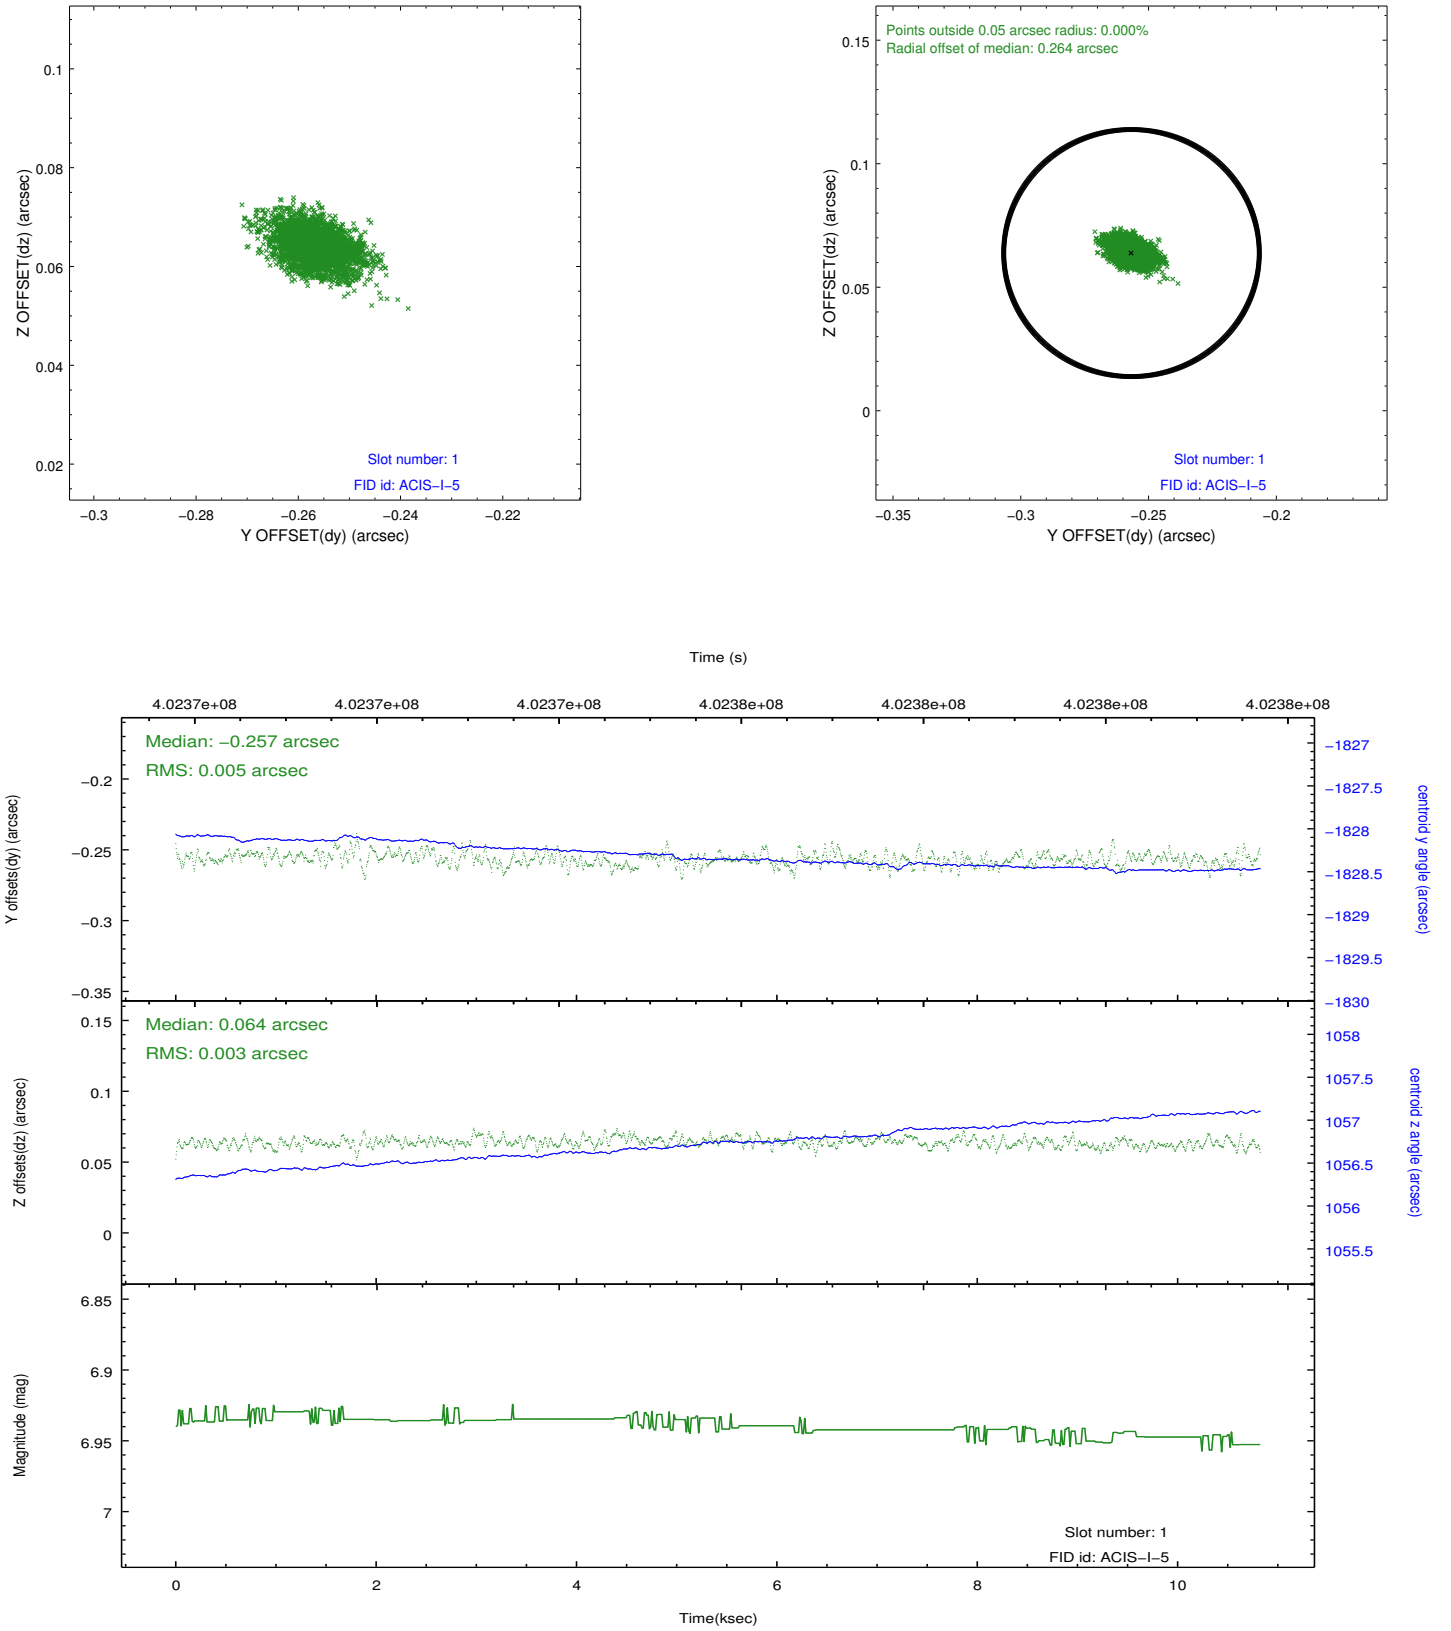 0.1
0.08
0.06
0.04
0.02
Z OFFSET(dz) (arcsec)
Slot number: 1
FID id: ACIS−I−5
−0.3 −0.28 −0.26 −0.24 −0.22
Y OFFSET(dy) (arcsec)
Points outside 0.05 arcsec radius: 0.000%
Radial offset of median: 0.264 arcsec
0.15
0.1
0.05
0
Z OFFSET(dz) (arcsec)
Slot number: 1
FID id: ACIS−I−5
−0.35 −0.3 −0.25 −0.2
Y OFFSET(dy) (arcsec)
Time (s)
4.0237e+08 4.0237e+08 4.0237e+08 4.0238e+08 4.0238e+08 4.0238e+08 4.0238e+08
Median: −0.257 arcsec
RMS: 0.005 arcsec
−0.2
−0.25
−0.3
−0.35
Y offsets(dy) (arcsec)
−1827
−1827.5
−1828
−1828.5
−1829
−1829.5
−1830
centroid y angle (arcsec)
Median: 0.064 arcsec
RMS: 0.003 arcsec
0.15
0.1
0.05
0
Z offsets(dz) (arcsec)
1058
1057.5
1057
1056.5
1056
1055.5
centroid z angle (arcsec)
6.85
6.9
6.95
7
Magnitude (mag)
Slot number: 1
FID id: ACIS−I−5
0 2 4 6 8 10
Time(ksec)